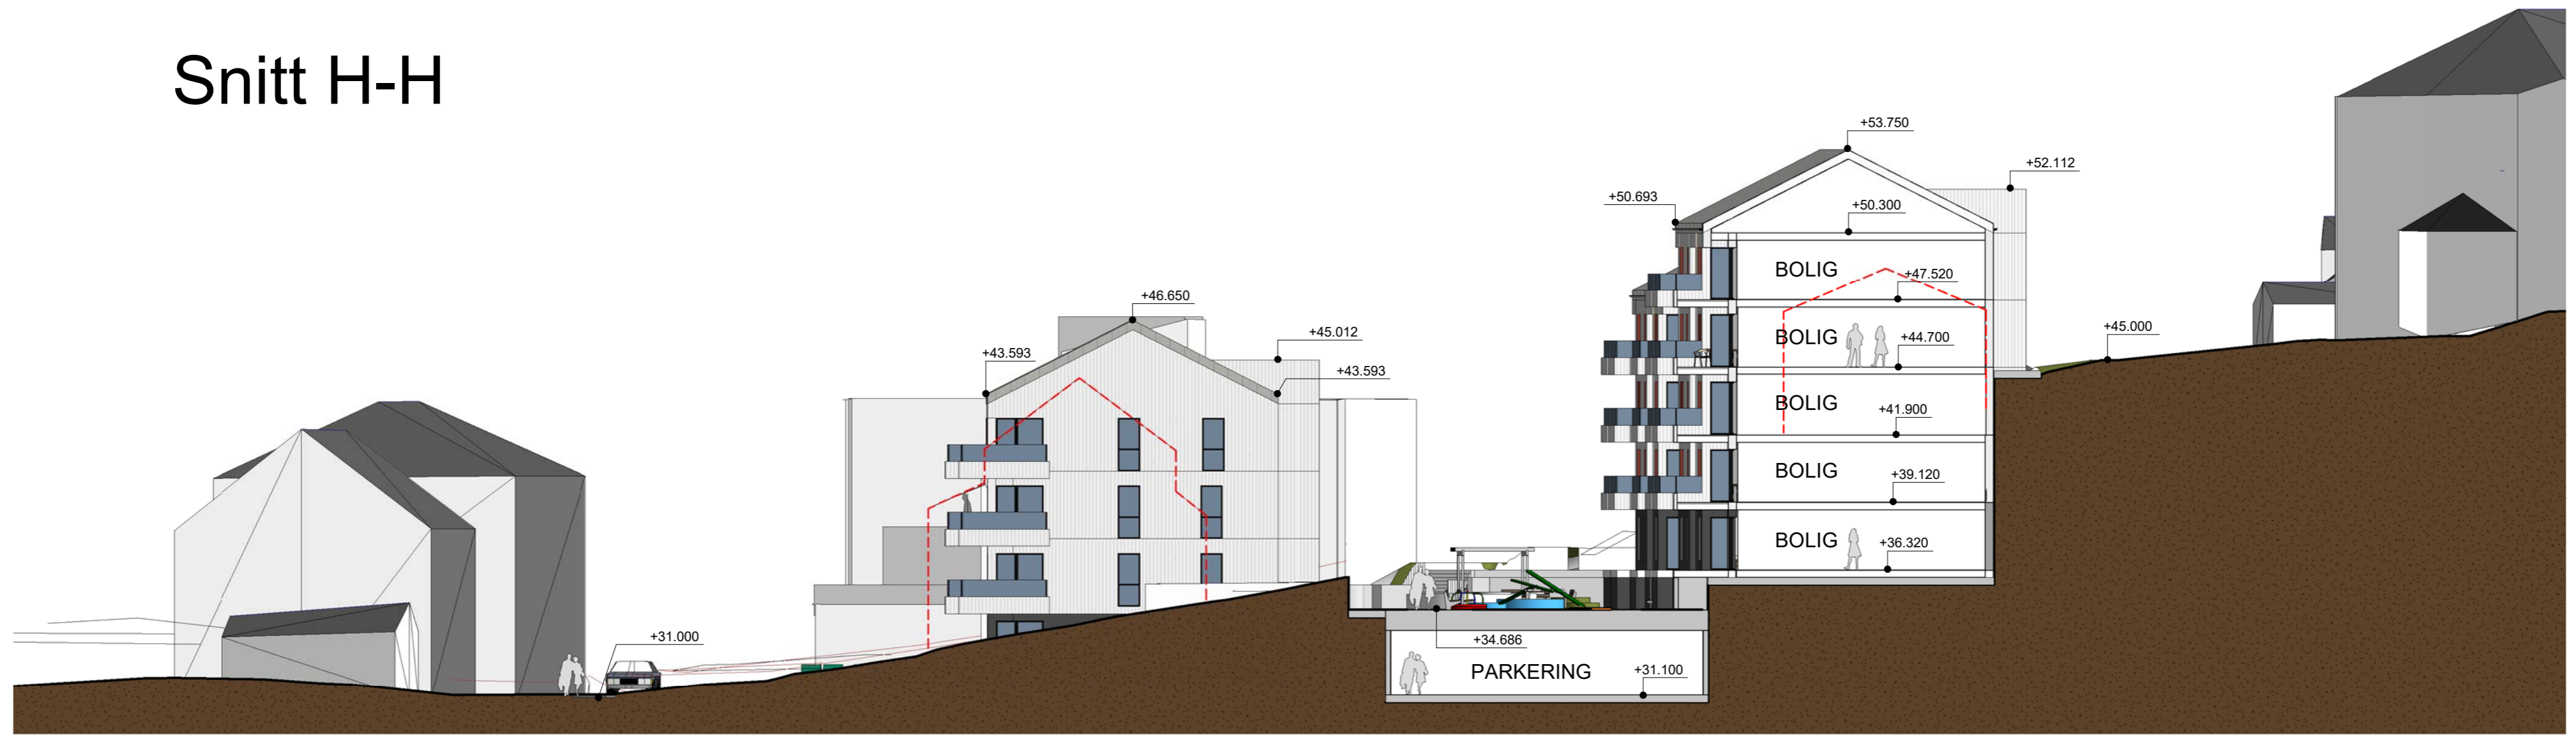 Snitt H-H
+53.750
+52.112
+50.693
+50.300
BOLIG
+47.520
+46.650
+45.012
+43.593
+43.593
BOLIG
+44.700
+45.000
BOLIG
+41.900
BOLIG
+39.120
BOLIG
+36.320
+31.000
+34.686
PARKERING
+31.100